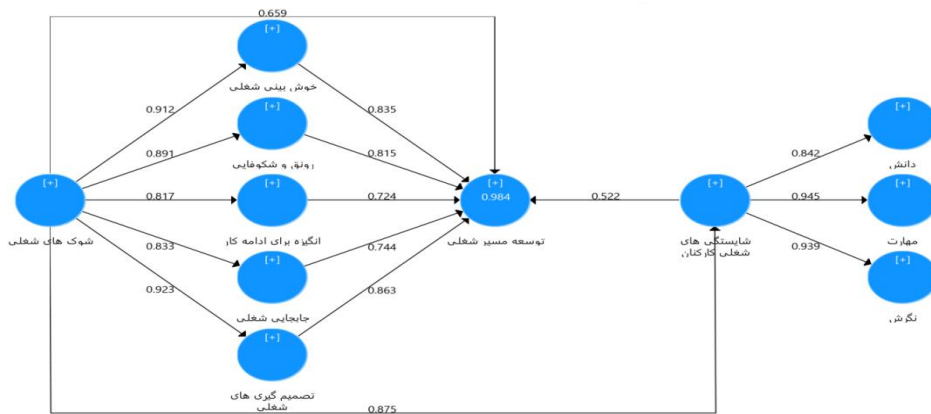 0.659
[+]
خوش بینی شغلی
0.912
0.835
[+]
رونق و شکوفایی
0.891
0.815
[+]
دانش
0.842
[+]
شوک های شغلی
0.817
[+]
انگیزه برای ادامه کار
0.724
[+]
0.984
توسعه مسیر شغلی
0.522
[+]
شایستگی های
شغلی کارکنان
0.945
[+]
مهارت
0.833
[+]
جابجایی شغلی
0.744
0.939
[+]
نگرش
0.923
[+]
تصمیم گیری های
شغلی
0.863
0.875